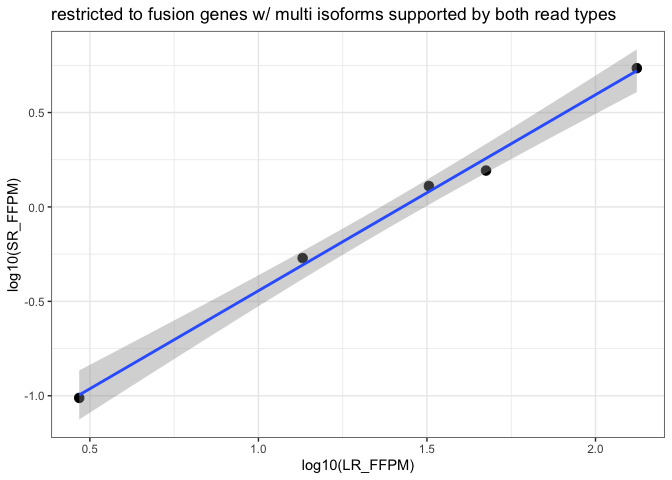 restricted to fusion genes w/ multi isoforms supported by both read types
log10(SR_FFPM)
0.5
0.0
-0.5
-1.0
0.5
1.0
1.5
2.0
log10(LR_FFPM)